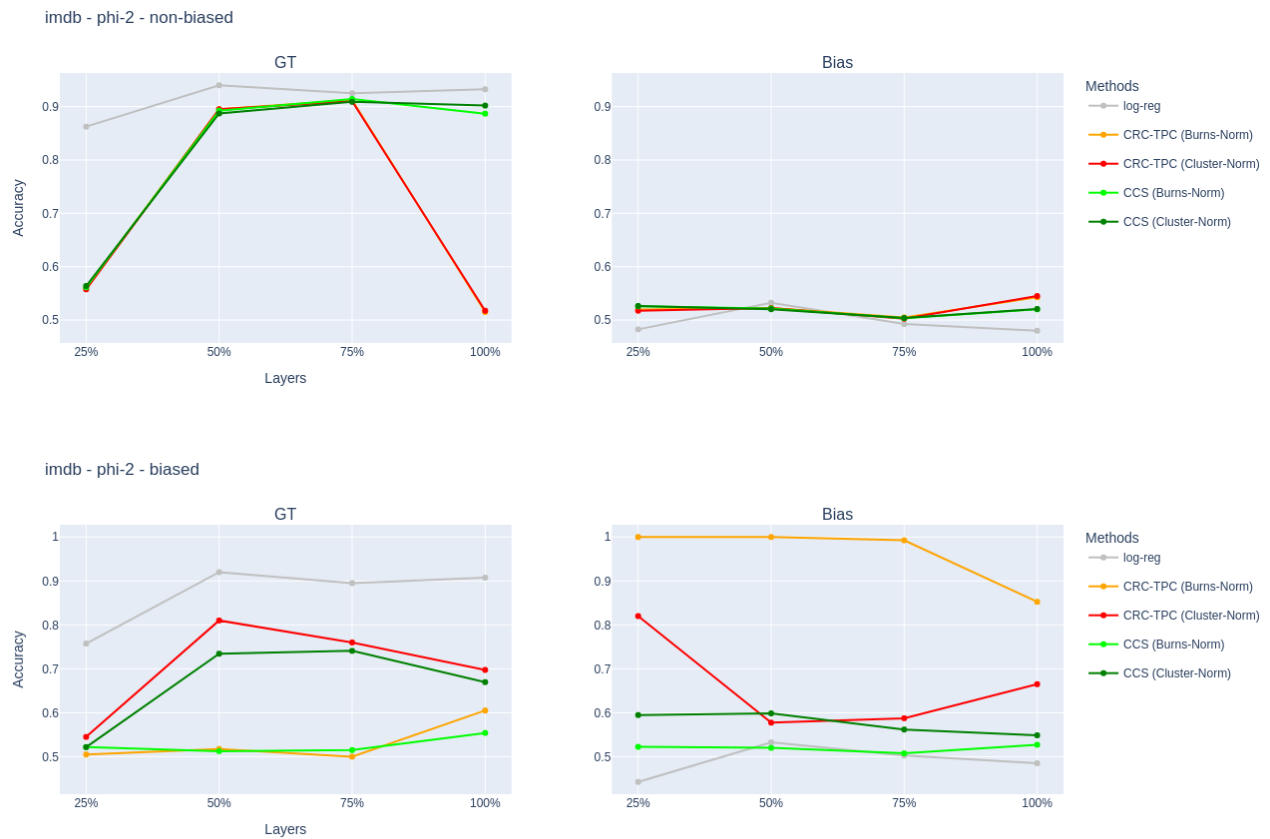 imdb - phi-2 - non-biased
GT
Bias
Accuracy
0.9
0.8
0.7
0.6
0.5
25%
50%
75%
100%
Layers
0.9
0.8
0.7
0.6
0.5
25%
50%
75%
100%
Methods
log-reg
CRC-TPC (Burns-Norm)
CRC-TPC (Cluster-Norm)
CCS (Burns-Norm)
CCS (Cluster-Norm)
imdb - phi-2 - biased
GT
Bias
Accuracy
1
0.9
0.8
0.7
0.6
0.5
25%
50%
75%
100%
Layers
1
0.9
0.8
0.7
0.6
0.5
25%
50%
75%
100%
Methods
log-reg
CRC-TPC (Burns-Norm)
CRC-TPC (Cluster-Norm)
CCS (Burns-Norm)
CCS (Cluster-Norm)